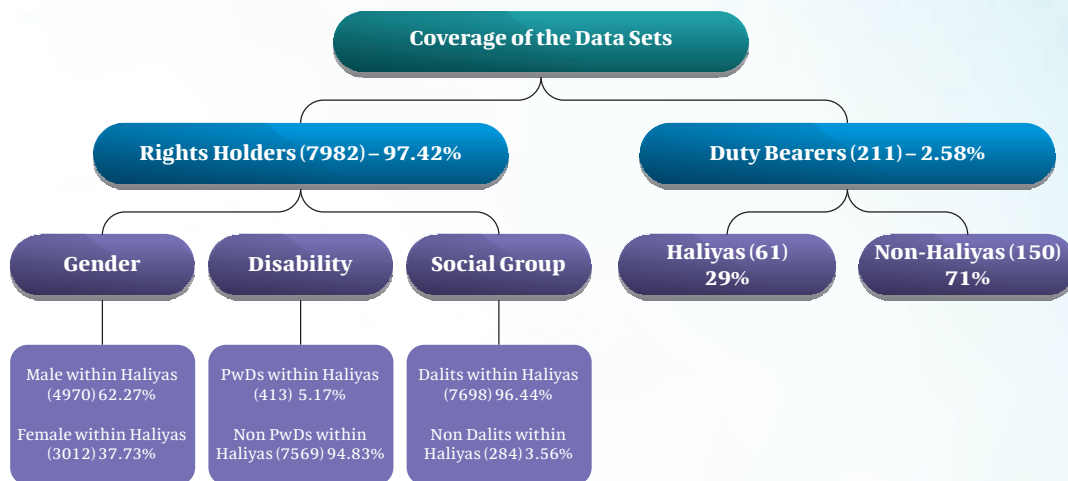 Coverage of the Data Sets
Rights Holders (7982) – 97.42%
Duty Bearers (211) – 2.58%
Gender
Disability
Social Group
Haliyas (61)
29%
Non-Haliyas (150)
71%
Male within Haliyas
(4970) 62.27%
Female within Haliyas
(3012) 37.73%
PwDs within Haliyas
(413) 5.17%
Non PwDs within
Haliyas (7569) 94.83%
Dalits within Haliyas
(7698) 96.44%
Non Dalits within
Haliyas (284) 3.56%